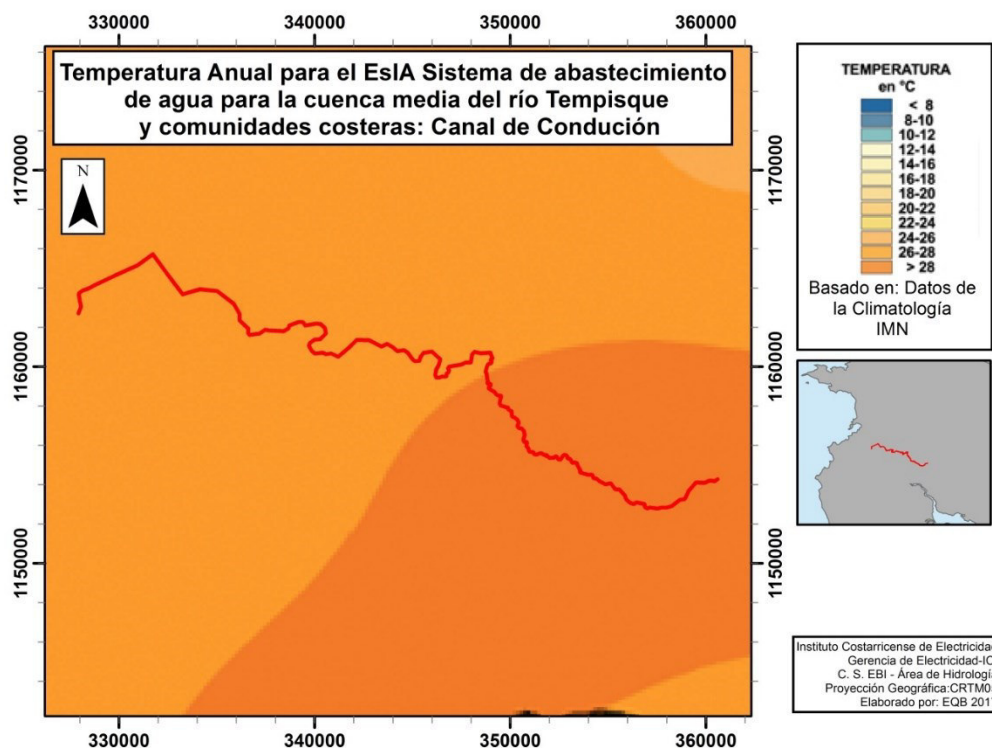 330000 340000 350000 360000
Temperatura Anual para el EsIA Sistema de abastecimiento
de agua para la cuenca media del río Tempisque
y comunidades costeras: Canal de Condución
N
1170000
1160000
1150000
1170000
1160000
1150000
330000 340000 350000 360000
TEMPERATURA
en °C
< 8
8-10
10-12
12-14
14-16
16-18
18-20
20-22
22-24
24-26
26-28
> 28
Basado en: Datos de
la Climatología
IMN
Instituto Costarricense de Electricidad
Gerencia de Electricidad-IC
C. S. EBI - Área de Hidrología
Proyección Geográfica:CRTM0
Elaborado por: EQB 201